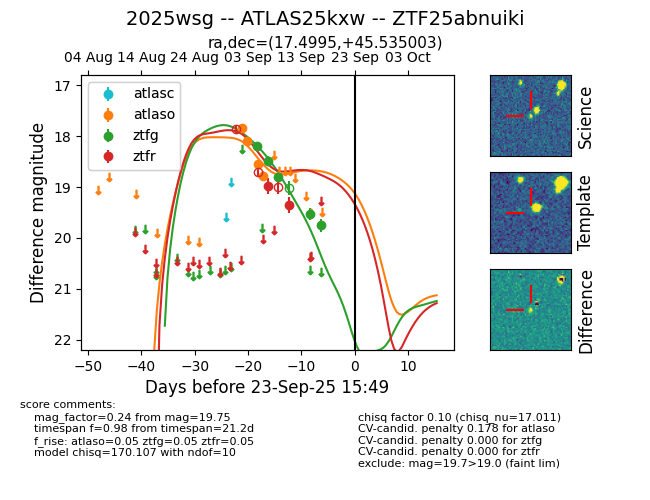 2025wsg -- ATLAS25kxw -- ZTF25abnuiki
ra,dec=(17.4995,+45.535003)
04 Aug 14 Aug 24 Aug 03 Sep 13 Sep 23 Sep 03 Oct
17
18
19
20
21
22
Difference magnitude
atlasc
atlaso
ztfg
ztfr
−50 −40 −30 −20 −10 0 10
Days before 23-Sep-25 15:49
Science
Template
Difference
score comments:
mag_factor=0.24 from mag=19.75
timespan f=0.98 from timespan=21.2d
f_rise: atlaso=0.05 ztfg=0.05 ztfr=0.05
model chisq=170.107 with ndof=10
chisq factor 0.10 (chisq_nu=17.011)
CV-candid. penalty 0.178 for atlaso
CV-candid. penalty 0.000 for ztfg
CV-candid. penalty 0.000 for ztfr
exclude: mag=19.7>19.0 (faint lim)